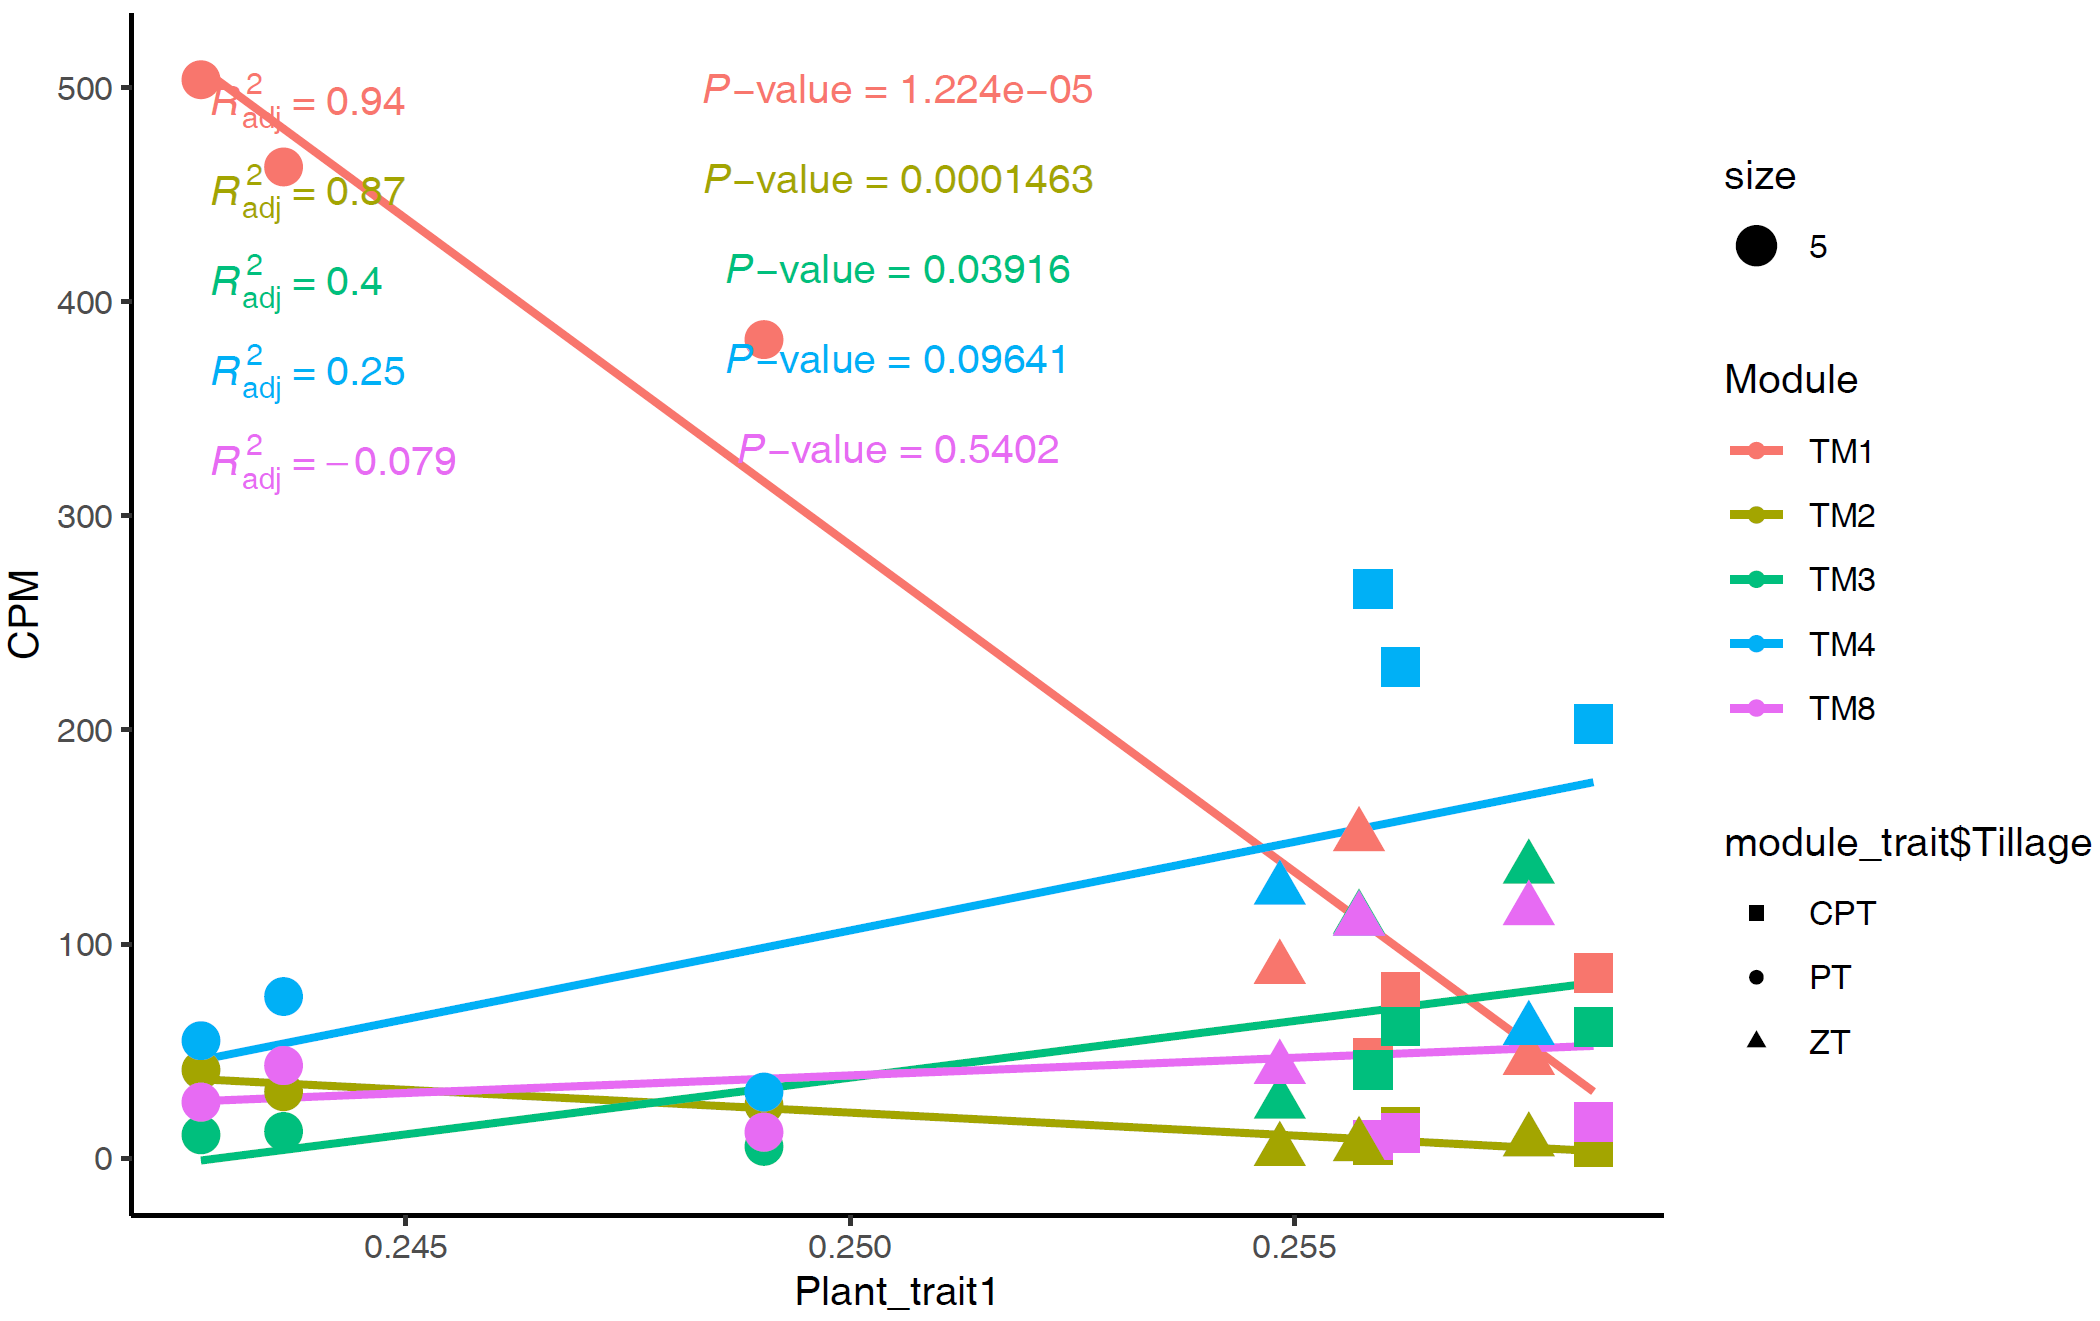 500
400
300
200
100
0
CPM
R²adj = 0.94
P−value = 1.224e−05
R²adj = 0.87
P−value = 0.0001463
R²adj = 0.4
P−value = 0.03916
R²adj = 0.25
P−value = 0.09641
R²adj = −0.079
P−value = 0.5402
0.245
0.250
0.255
Plant_trait1
size
5
Module
TM1
TM2
TM3
TM4
TM8
module_trait$Tillage
CPT
PT
ZT